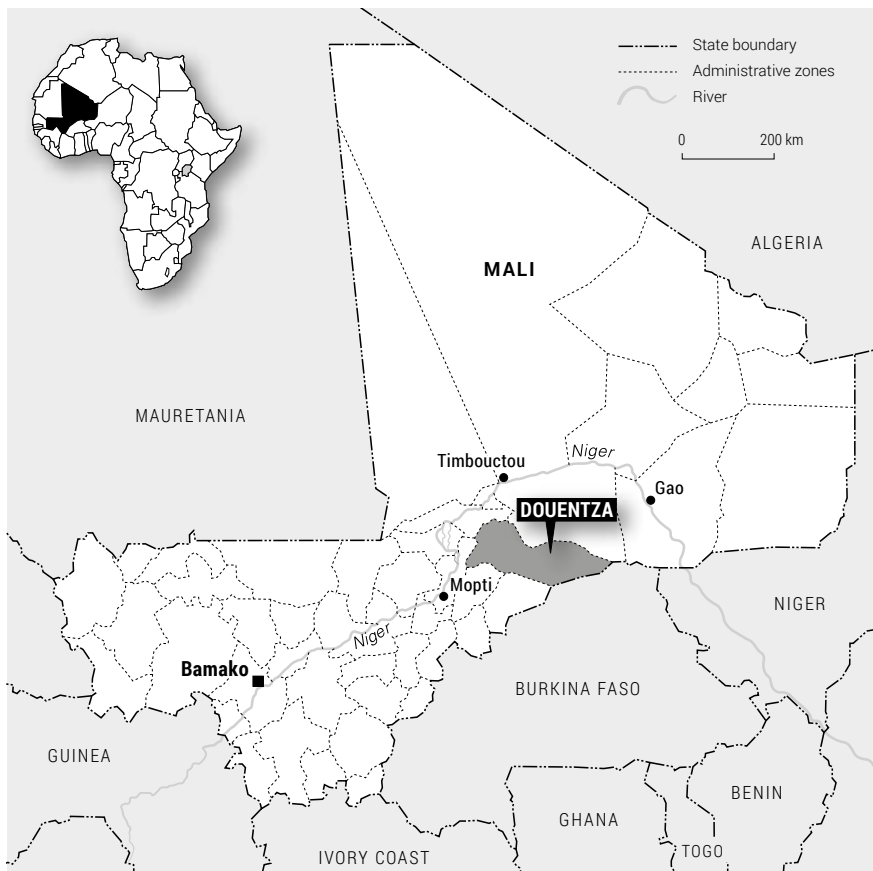 State boundary
Administrative zones
River
0 200 km
ALGERIA
MALI
MAURETANIA
Timbouctou
Niger
Gao
DOUENTZA
Mopti
NIGER
Niger
Bamako
BURKINA FASO
GUINEA
BENIN
GHANA
TOGO
IVORY COAST